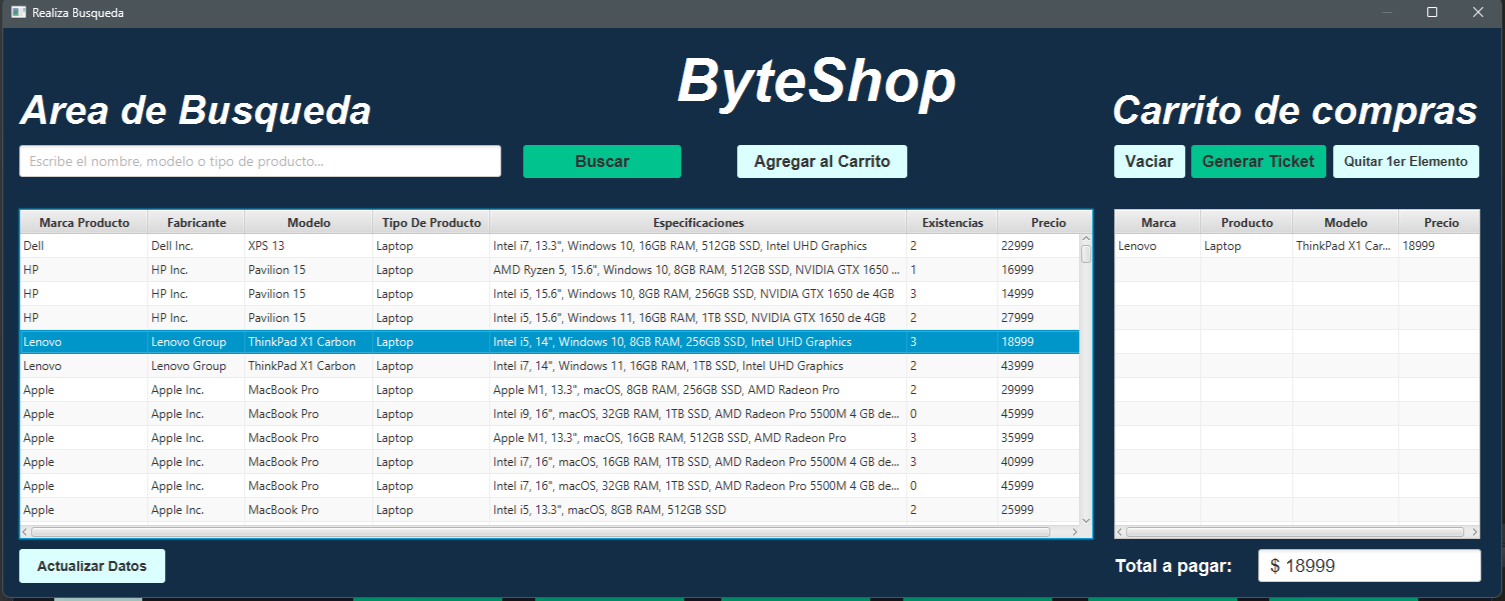 Realiza Busqueda
ByteShop
Area de Busqueda
Carrito de compras
Escribe el nombre, modelo o tipo de producto...
Buscar
Agregar al Carrito
Vaciar
Generar Ticket
Quitar 1er Elemento
Marca Producto Fabricante Modelo Tipo De Producto Especificaciones Existencias Precio
Dell Dell Inc. XPS 13 Laptop Intel i7, 13.3", Windows 10, 16GB RAM, 512GB SSD, Intel UHD Graphics 2 22999
HP HP Inc. Pavilion 15 Laptop AMD Ryzen 5, 15.6", Windows 10, 8GB RAM, 512GB SSD, NVIDIA GTX 1650 ... 1 16999
HP HP Inc. Pavilion 15 Laptop Intel i5, 15.6", Windows 10, 8GB RAM, 256GB SSD, NVIDIA GTX 1650 de 4GB 3 14999
HP HP Inc. Pavilion 15 Laptop Intel i5, 15.6", Windows 11, 16GB RAM, 1TB SSD, NVIDIA GTX 1650 de 4GB 2 27999
Lenovo Lenovo Group ThinkPad X1 Carbon Laptop Intel i5, 14", Windows 10, 8GB RAM, 256GB SSD, Intel UHD Graphics 3 18999
Lenovo Lenovo Group ThinkPad X1 Carbon Laptop Intel i7, 14", Windows 11, 16GB RAM, 1TB SSD, Intel UHD Graphics 2 43999
Apple Apple Inc. MacBook Pro Laptop Apple M1, 13.3", macOS, 8GB RAM, 256GB SSD, AMD Radeon Pro 2 29999
Apple Apple Inc. MacBook Pro Laptop Intel i9, 16", macOS, 32GB RAM, 1TB SSD, AMD Radeon Pro 5500M 4 GB de... 0 45999
Apple Apple Inc. MacBook Pro Laptop Apple M1, 13.3", macOS, 16GB RAM, 512GB SSD, AMD Radeon Pro 3 35999
Apple Apple Inc. MacBook Pro Laptop Intel i7, 16", macOS, 16GB RAM, 1TB SSD, AMD Radeon Pro 5500M 4 GB de... 3 40999
Apple Apple Inc. MacBook Pro Laptop Intel i7, 16", macOS, 32GB RAM, 1TB SSD, AMD Radeon Pro 5500M 4 GB de... 0 45999
Apple Apple Inc. MacBook Pro Laptop Intel i5, 13.3", macOS, 8GB RAM, 512GB SSD 2 25999
Marca Producto Modelo Precio
Lenovo Laptop ThinkPad X1 Car... 18999
Actualizar Datos
Total a pagar: $ 18999